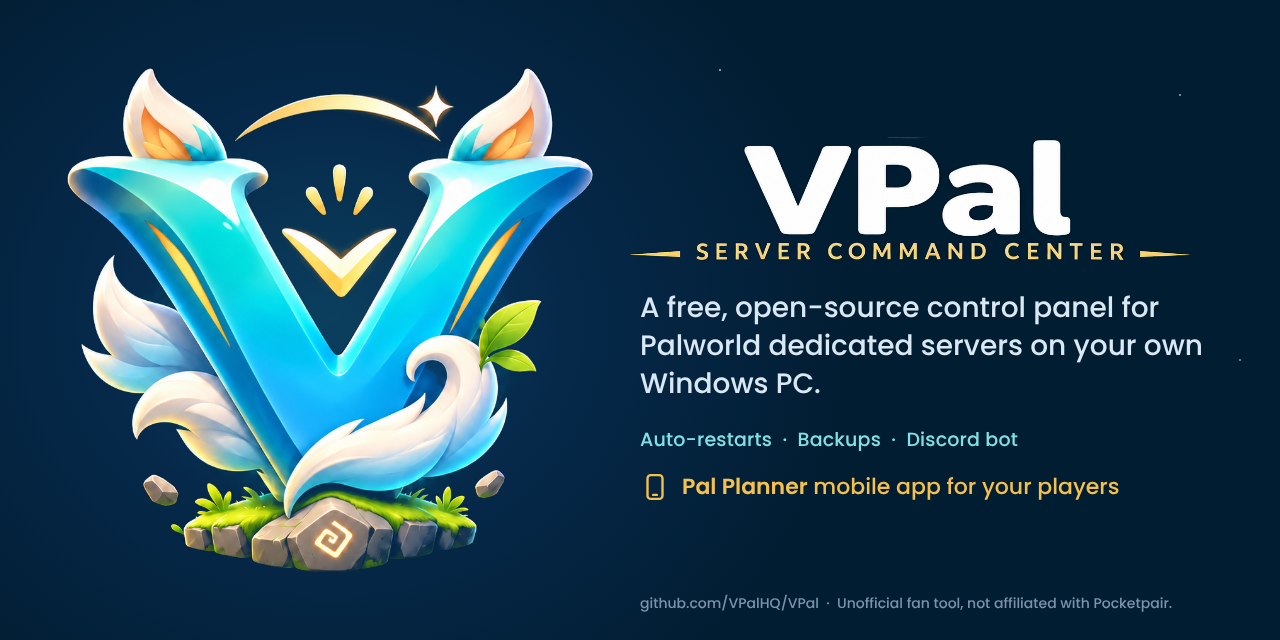 VPal
SERVER COMMAND CENTER
A free, open-source control panel for
Palworld dedicated servers on your own
Windows PC.
Auto-restarts · Backups · Discord bot
Pal Planner mobile app for your players
github.com/VPalHQ/VPal · Unofficial fan tool, not affiliated with Pocketpair.